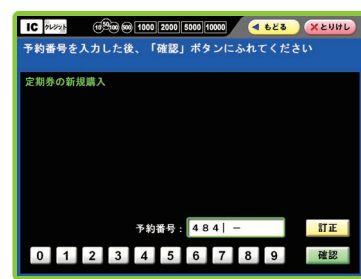 IC クレジット 10 50 100 500 1000 2000 5000 10000 ◀ もどる ×とりけし
予約番号を入力した後、「確認」ボタンにふれてください
定期券の新規購入
予約番号： 484| － 訂正
0 1 2 3 4 5 6 7 8 9 確認